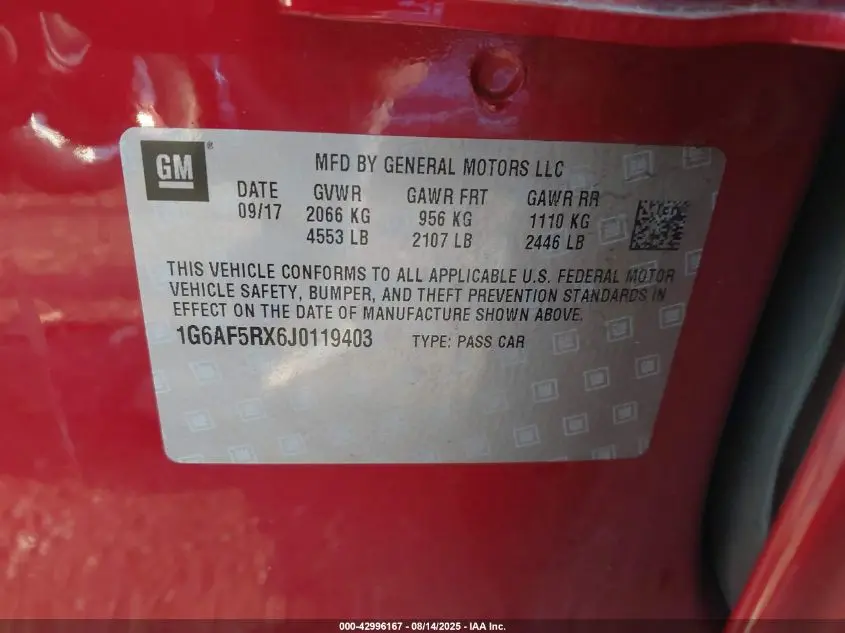 GM®
MFD BY GENERAL MOTORS LLC
DATE GVWR GAWR FRT GAWR RR
09/17 2066 KG 956 KG 1110 KG
4553 LB 2107 LB 2446 LB
THIS VEHICLE CONFORMS TO ALL APPLICABLE U.S. FEDERAL MOTOR
VEHICLE SAFETY, BUMPER, AND THEFT PREVENTION STANDARDS IN
EFFECT ON THE DATE OF MANUFACTURE SHOWN ABOVE.
1G6AF5RX6J0119403 TYPE: PASS CAR
000-42996167 - 08/14/2025 - IAA Inc.